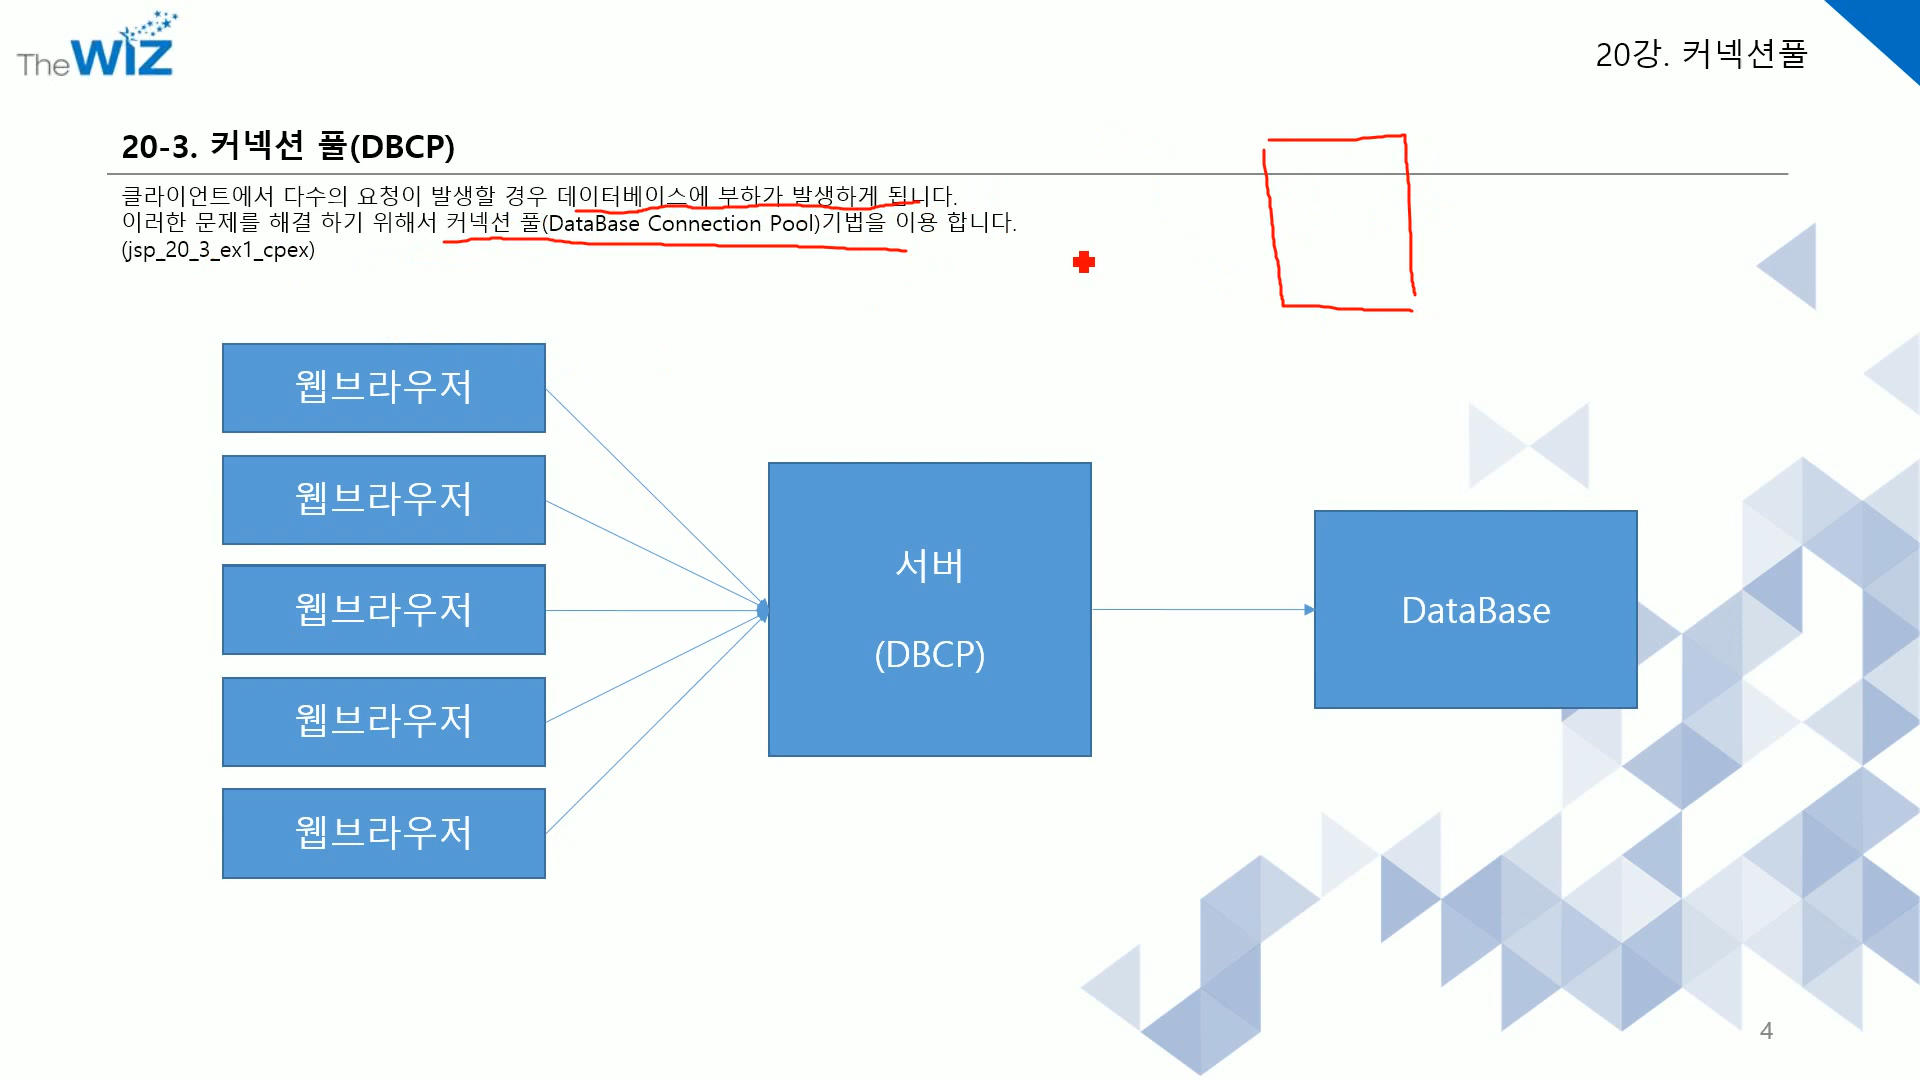 The WIZ
20강. 커넥션풀
20-3. 커넥션 풀(DBCP)
클라이언트에서 다수의 요청이 발생할 경우 데이터베이스에 부하가 발생하게 됩니다.
이러한 문제를 해결 하기 위해서 커넥션 풀(DataBase Connection Pool)기법을 이용 합니다.
(jsp_20_3_ex1_cpex)
웹브라우저
웹브라우저
웹브라우저
웹브라우저
웹브라우저
서버
(DBCP)
DataBase
4